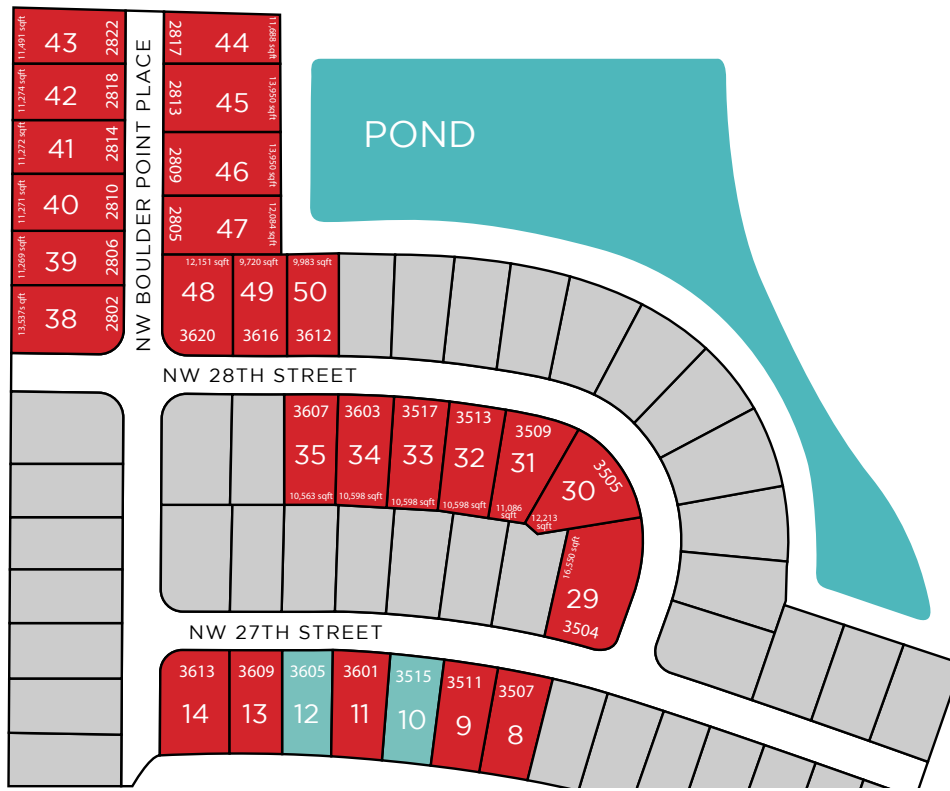 11,491 sqft
43
2822
11,274 sqft
42
2818
11,272 sqft
41
2814
11,271 sqft
40
2810
11,269 sqft
39
2806
13,537s qft
38
2802
NW BOULDER POINT PLACE
2817
44
11,688 sqft
2813
45
13,950 sqft
2809
46
13,950 sqft
2805
47
12,084 sqft
POND
12,151 sqft
48
3620
9,720 sqft
49
3616
9,983 sqft
50
3612
NW 28TH STREET
3607
35
10,563 sqft
3603
34
10,598 sqft
3517
33
10,598 sqft
3513
32
10,598 sqft
3509
31
11,086
sqft
3505
30
12,213
sqft
16,550 sqft
29
3504
NW 27TH STREET
3613
14
3609
13
3605
12
3601
11
3515
10
3511
9
3507
8